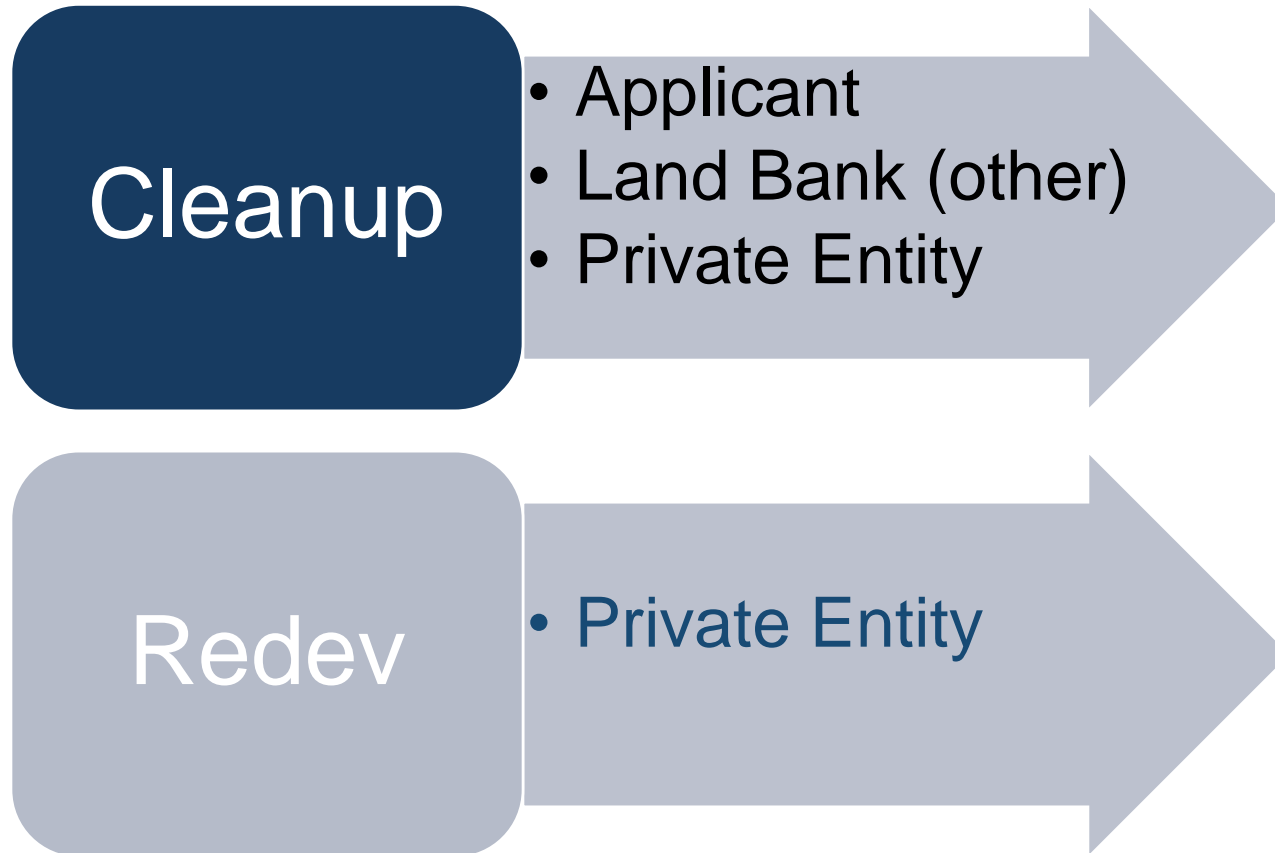 Cleanup
• Applicant
• Land Bank (other)
• Private Entity
Redev
• Private Entity